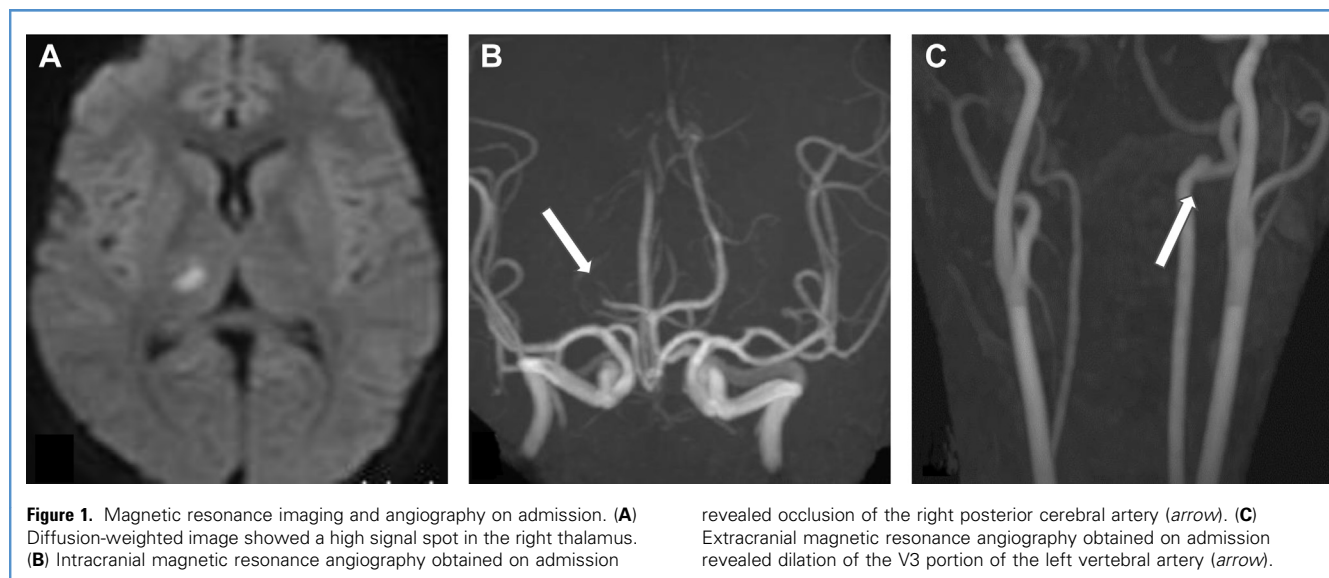 A
B
C
Figure 1. Magnetic resonance imaging and angiography on admission. (A)
Diffusion-weighted image showed a high signal spot in the right thalamus.
(B) Intracranial magnetic resonance angiography obtained on admission
revealed occlusion of the right posterior cerebral artery (arrow). (C)
Extracranial magnetic resonance angiography obtained on admission
revealed dilation of the V3 portion of the left vertebral artery (arrow).